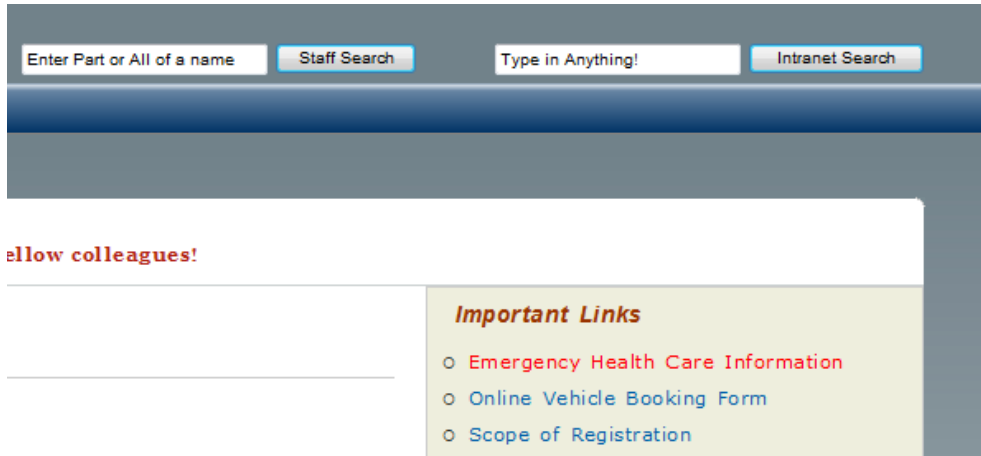 Enter Part or All of a name Staff Search Type in Anything! Intranet Search
ellow colleagues!
Important Links
Emergency Health Care Information
Online Vehicle Booking Form
Scope of Registration